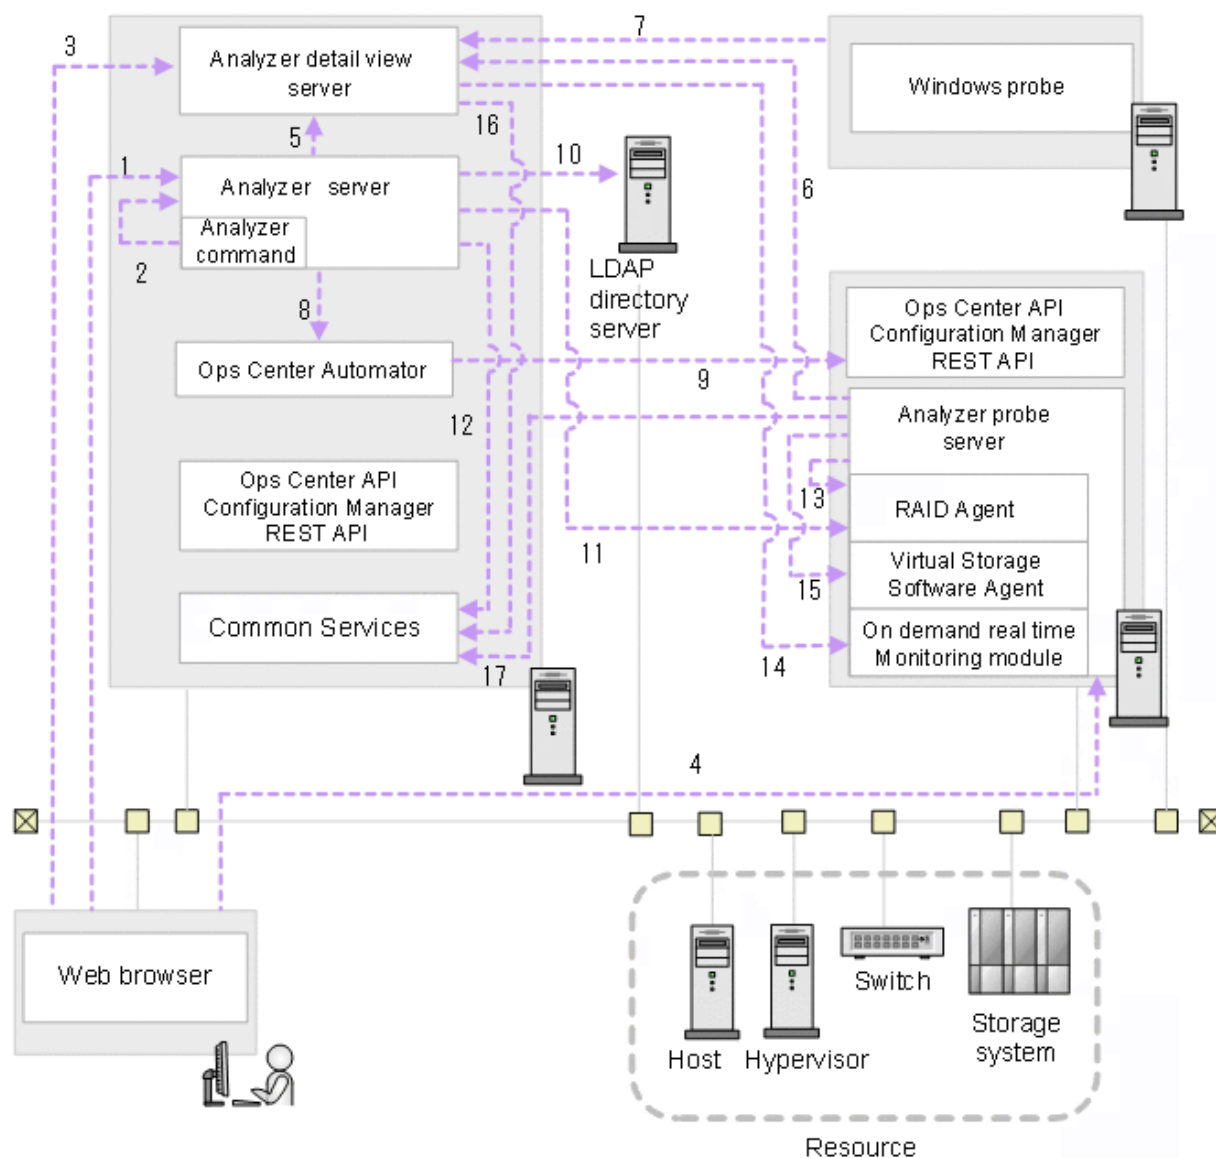 3
Analyzer detail view
server
7
Windows probe
16
5
10
1
Analyzer server
6
Analyzer
command
2
LDAP
directory
server
8
Ops Center API
Configuration Manager
REST API
Ops Center Automator
9
12
Analyzer probe
server
Ops Center API
Configuration Manager
REST API
13
RAID Agent
11
Virtual Storage
Software Agent
15
Common Services
On demand real time
Monitoring module
14
17
4
Web browser
Switch
Storage
system
Host
Hypervisor
Resource